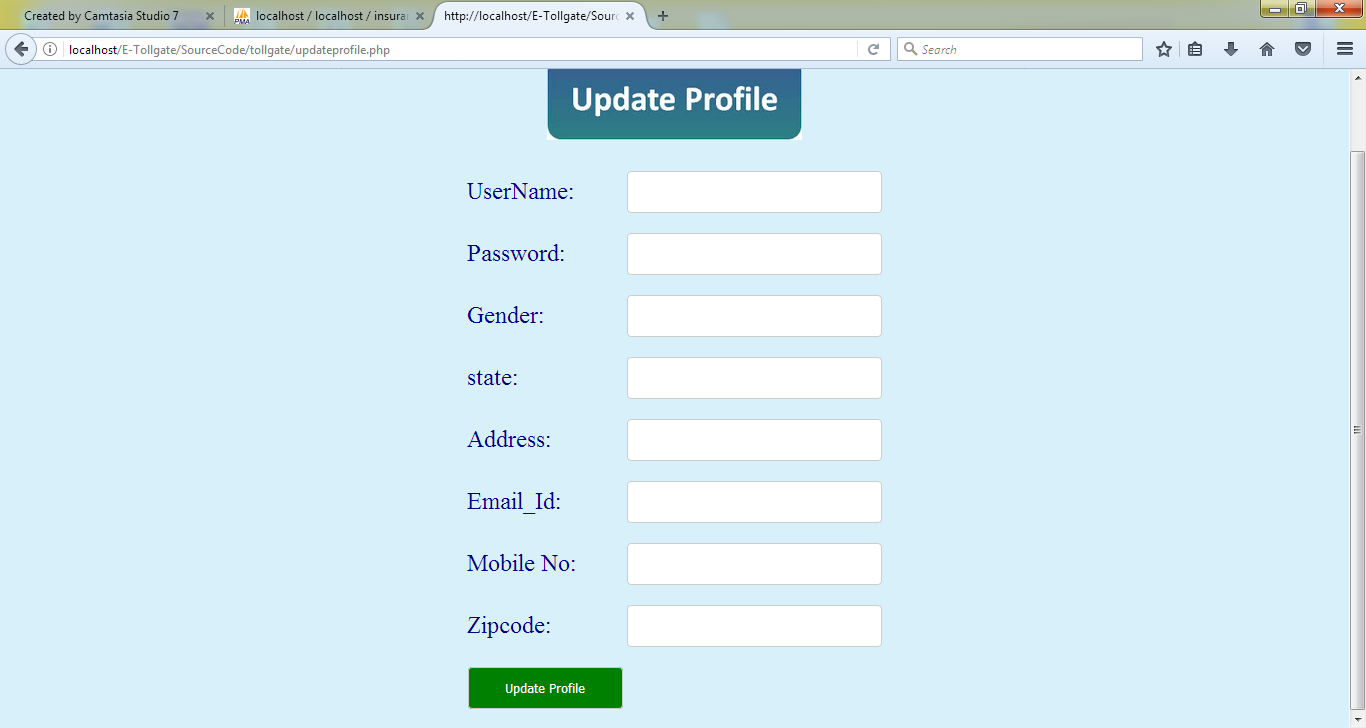 Created by Camtasia Studio 7
localhost / localhost / insurar
http://localhost/E-Tollgate/Sourc
localhost/E-Tollgate/SourceCode/tollgate/updateprofile.php
Search
Update Profile
UserName:
Password:
Gender:
state:
Address:
Email_Id:
Mobile No:
Zipcode:
Update Profile